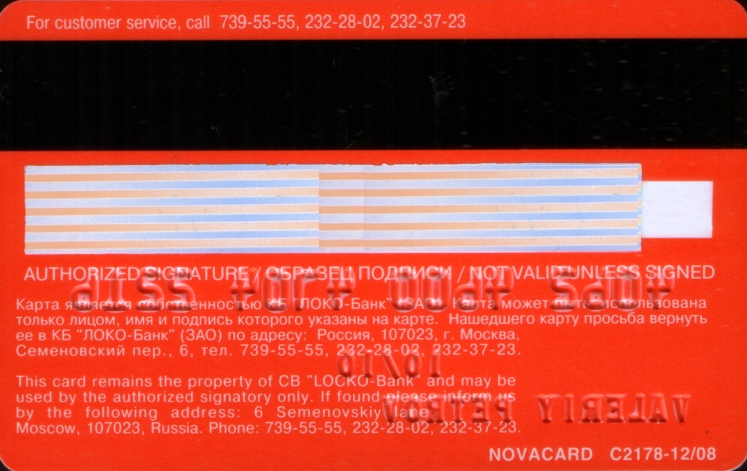 For customer service, call 739-55-55, 232-28-02, 232-37-23
AUTHORIZED SIGNATURE / ОБРАЗЕЦ ПОДПИСИ / NOT VALID UNLESS SIGNED
Карта является собственностью КБ "ЛОКО-Банк" (ЗАО). Карта может быть использована
только лицом, имя и подпись которого указаны на карте. Нашедшего карту просьба вернуть
ее в КБ "ЛОКО-Банк" (ЗАО) по адресу: Россия, 107023, г. Москва,
Семеновский пер., 6, тел. 739-55-55, 232-28-02, 232-37-23.
10/10
This card remains the property of CB "LOCKO-Bank" and may be
used by the authorized signatory only. If found please inform us
by the following address: 6 Semenovskiy lane,
VALERIY PETROV
Moscow, 107023, Russia. Phone: 739-55-55, 232-28-02, 232-37-23.
NOVACARD C2178-12/08